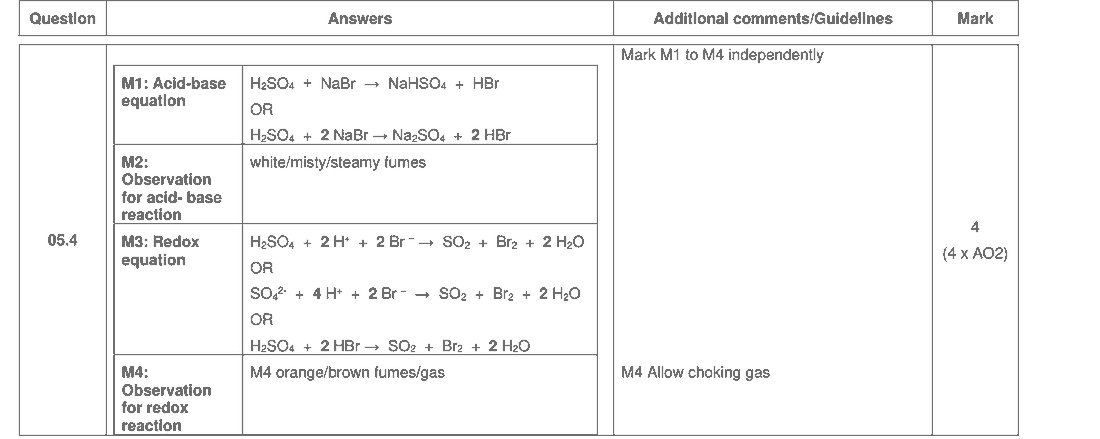 Question Answers Additional comments/Guidelines Mark
Mark M1 to M4 independently
M1: Acid-base equation
H₂SO₄ + NaBr → NaHSO₄ + HBr
OR
H₂SO₄ + 2 NaBr → Na₂SO₄ + 2 HBr
M2:
Observation
for acid- base
reaction
white/misty/steamy fumes
05.4
M3: Redox
equation
H₂SO₄ + 2 H⁺ + 2 Br⁻ → SO₂ + Br₂ + 2 H₂O
OR
SO₄²⁻ + 4 H⁺ + 2 Br⁻ → SO₂ + Br₂ + 2 H₂O
OR
H₂SO₄ + 2 HBr → SO₂ + Br₂ + 2 H₂O
4
(4 x AO2)
M4:
Observation
for redox
reaction
M4 orange/brown fumes/gas
M4 Allow choking gas